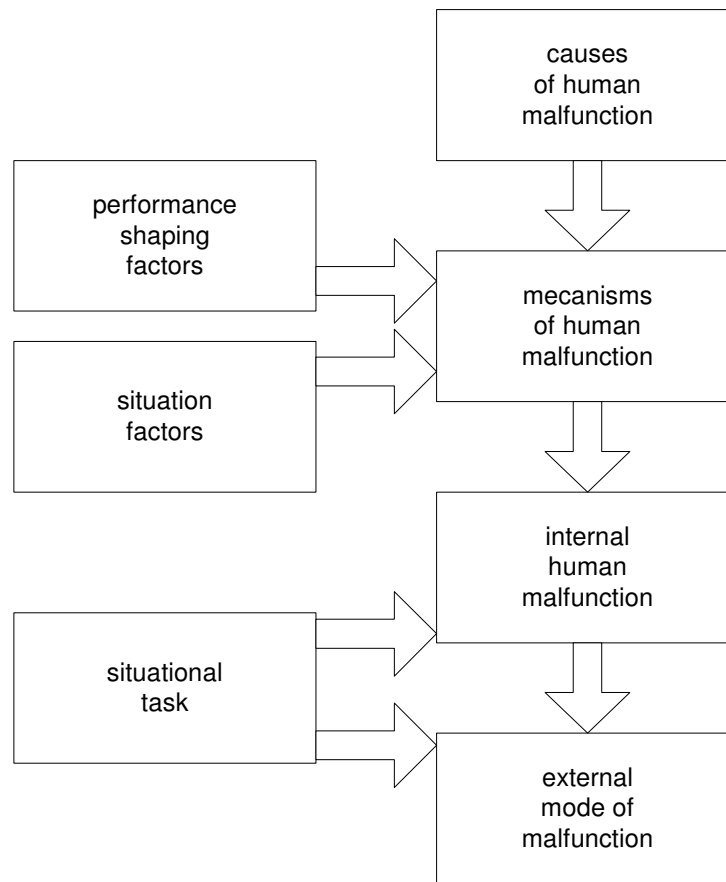 causes
of human
malfunction
performance
shaping
factors
mecanisms
of human
malfunction
situation
factors
internal
human
malfunction
situational
task
external
mode of
malfunction